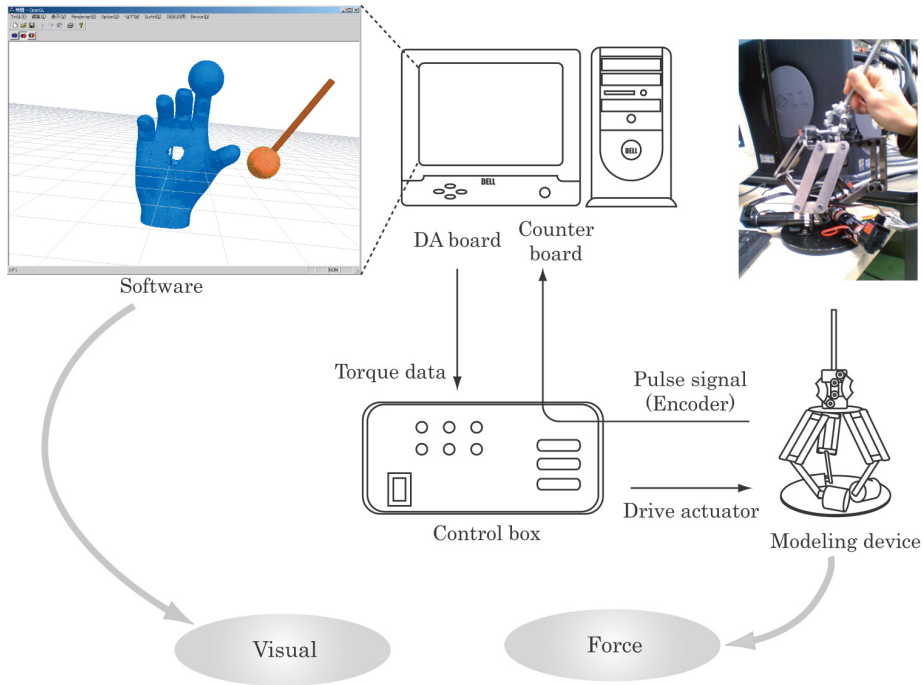 OpenGL
DELL
DELL
DA board
Counter
board
Software
Torque data
Pulse signal
(Encoder)
Drive actuator
Control box
Modeling device
Visual
Force